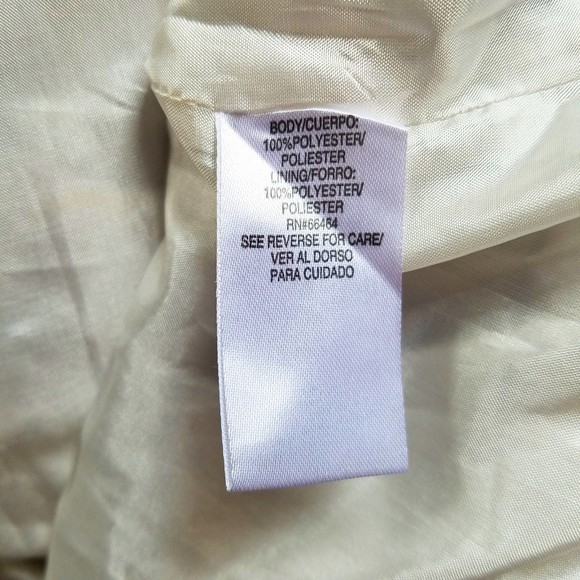 BODY/CUERPO:
100%POLYESTER/
POLIESTER
LINING/FORRO:
100%POLYESTER/
POLIESTER
RN#66464
SEE REVERSE FOR CARE/
VER AL DORSO
PARA CUIDADO